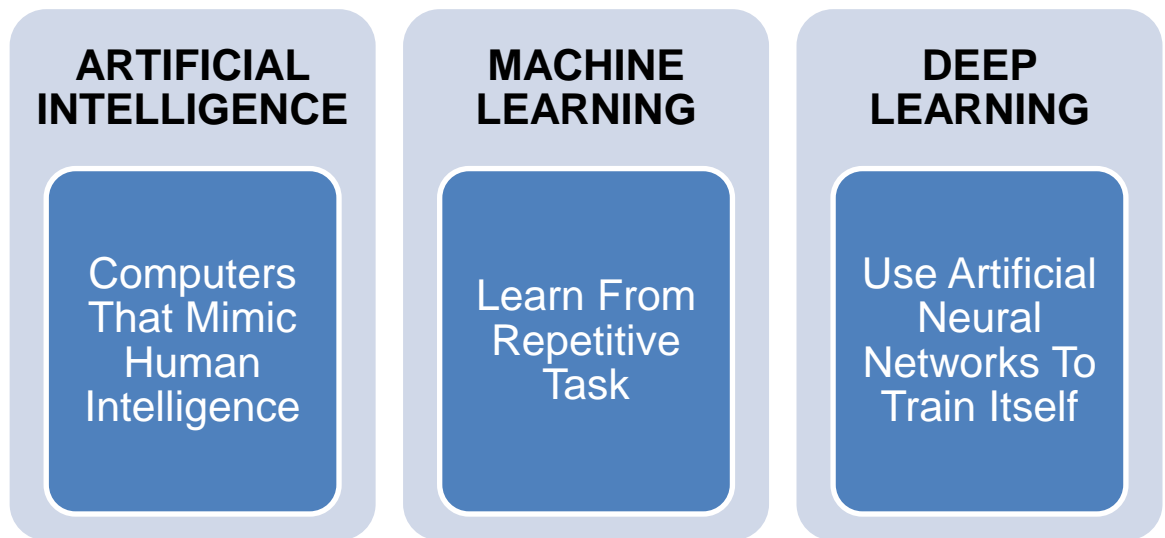 ARTIFICIAL
INTELLIGENCE
Computers
That Mimic
Human
Intelligence
MACHINE
LEARNING
Learn From
Repetitive
Task
DEEP
LEARNING
Use Artificial
Neural
Networks To
Train Itself